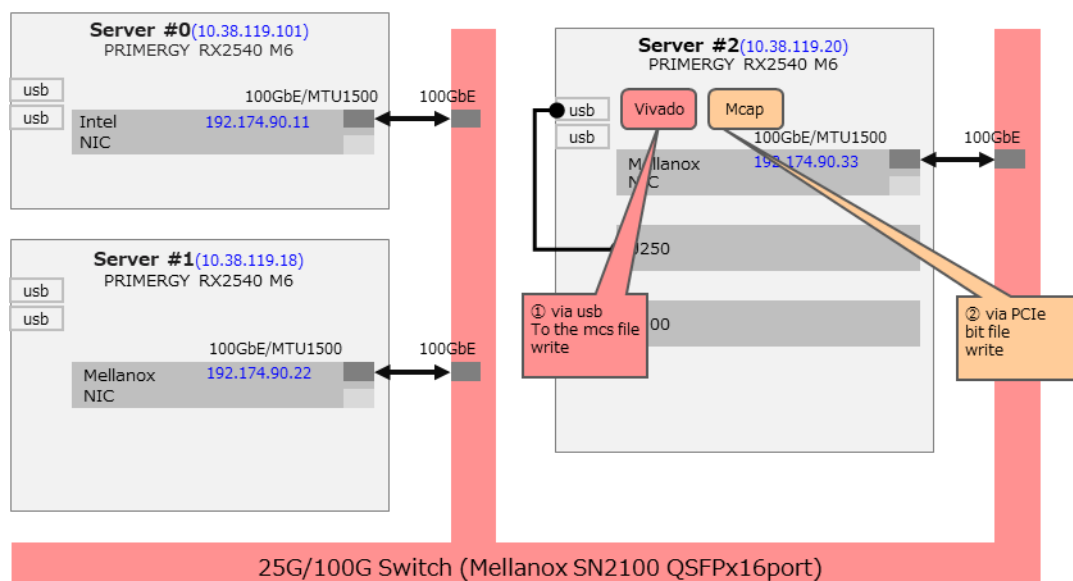 Server #0(10.38.119.101)
PRIMERGY RX2540 M6
usb
usb
100GbE/MTU1500
100GbE
Intel
NIC
192.174.90.11
Server #1(10.38.119.18)
PRIMERGY RX2540 M6
usb
usb
100GbE/MTU1500
100GbE
Mellanox
NIC
192.174.90.22
Server #2(10.38.119.20)
PRIMERGY RX2540 M6
usb
usb
Vivado
Mcap
100GbE/MTU1500
100GbE
NIC
192.174.90.33
① via usb
To the mcs file
write
② via PCIe
bit file
write
25G/100G Switch (Mellanox SN2100 QSFPx16port)